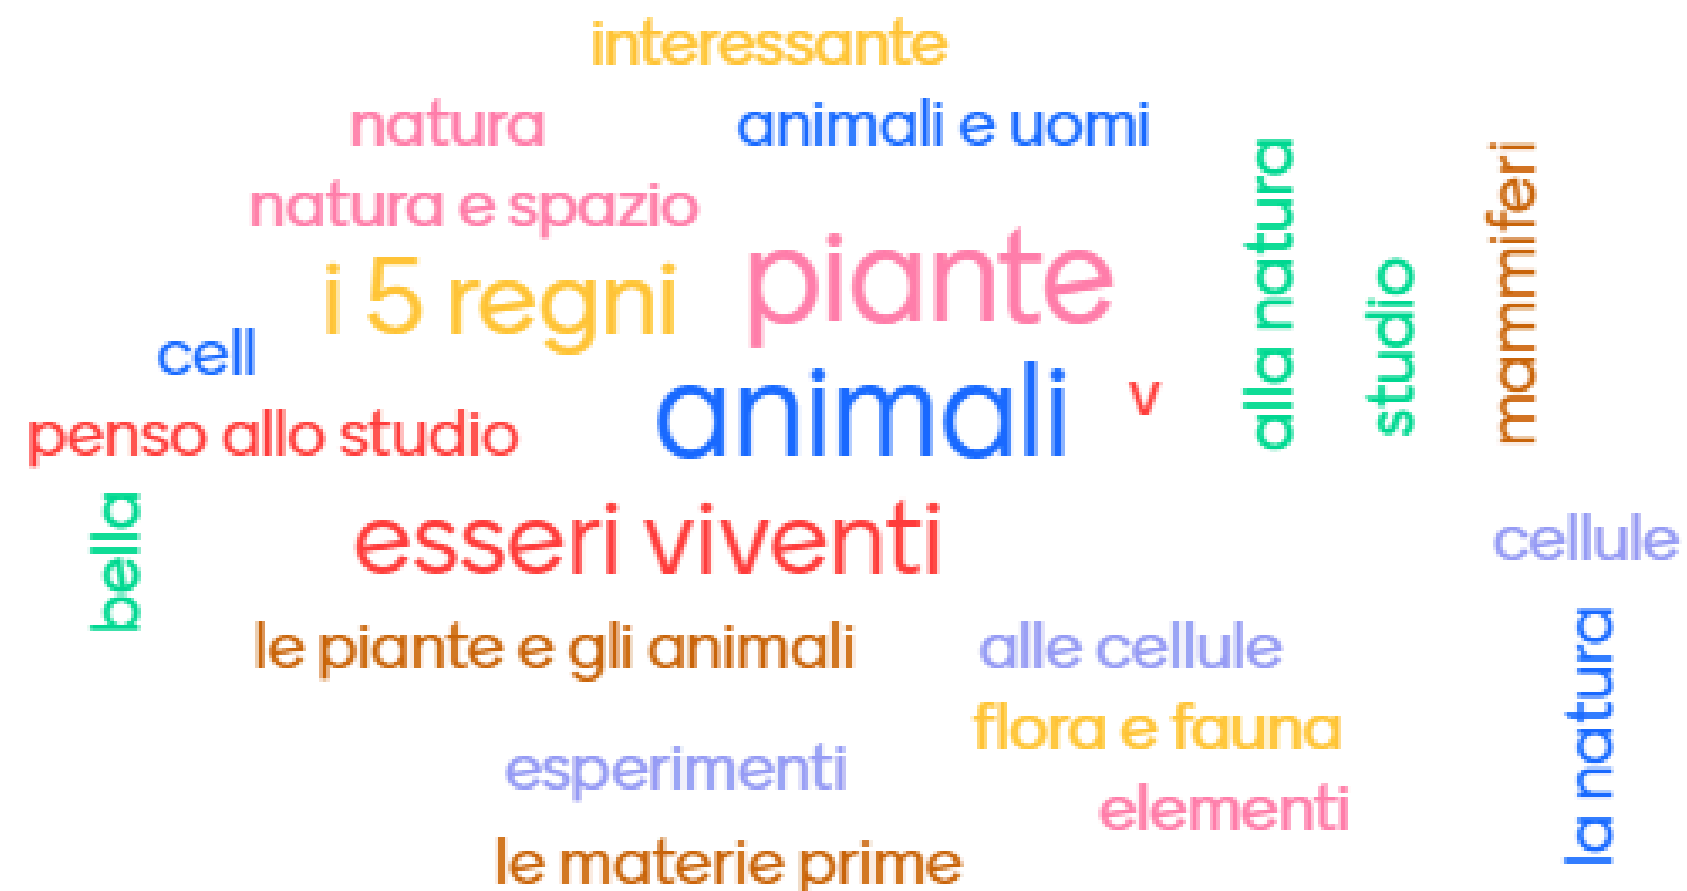 interessante
natura
animali e uomi
natura e spazio
piante
i 5 regni
alla natura
studio
mammiferi
cell
animali
v
penso allo studio
bella
esseri viventi
cellule
le piante e gli animali
alle cellule
flora e fauna
la natura
esperimenti
elementi
le materie prime